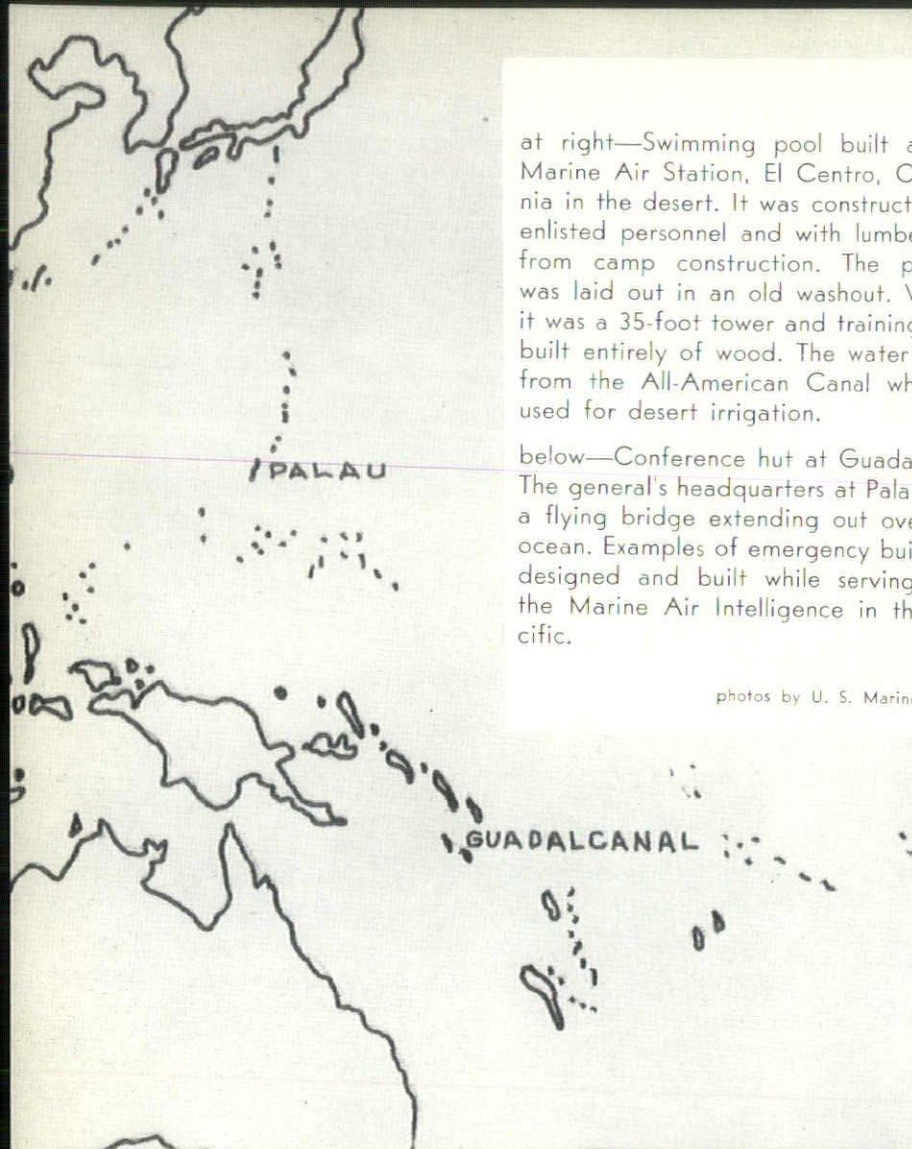 at right—Swimming pool built a
Marine Air Station, El Centro, C
nia in the desert. It was construct
enlisted personnel and with lumbe
from camp construction. The p
was laid out in an old washout.
it was a 35-foot tower and training
built entirely of wood. The water
from the All-American Canal wh
used for desert irrigation.
below—Conference hut at Guada
The general's headquarters at Pala
a flying bridge extending out ove
ocean. Examples of emergency bui
designed and built while serving
the Marine Air Intelligence in th
cific.
photos by U. S. Marin
PALAU
GUADALCANAL